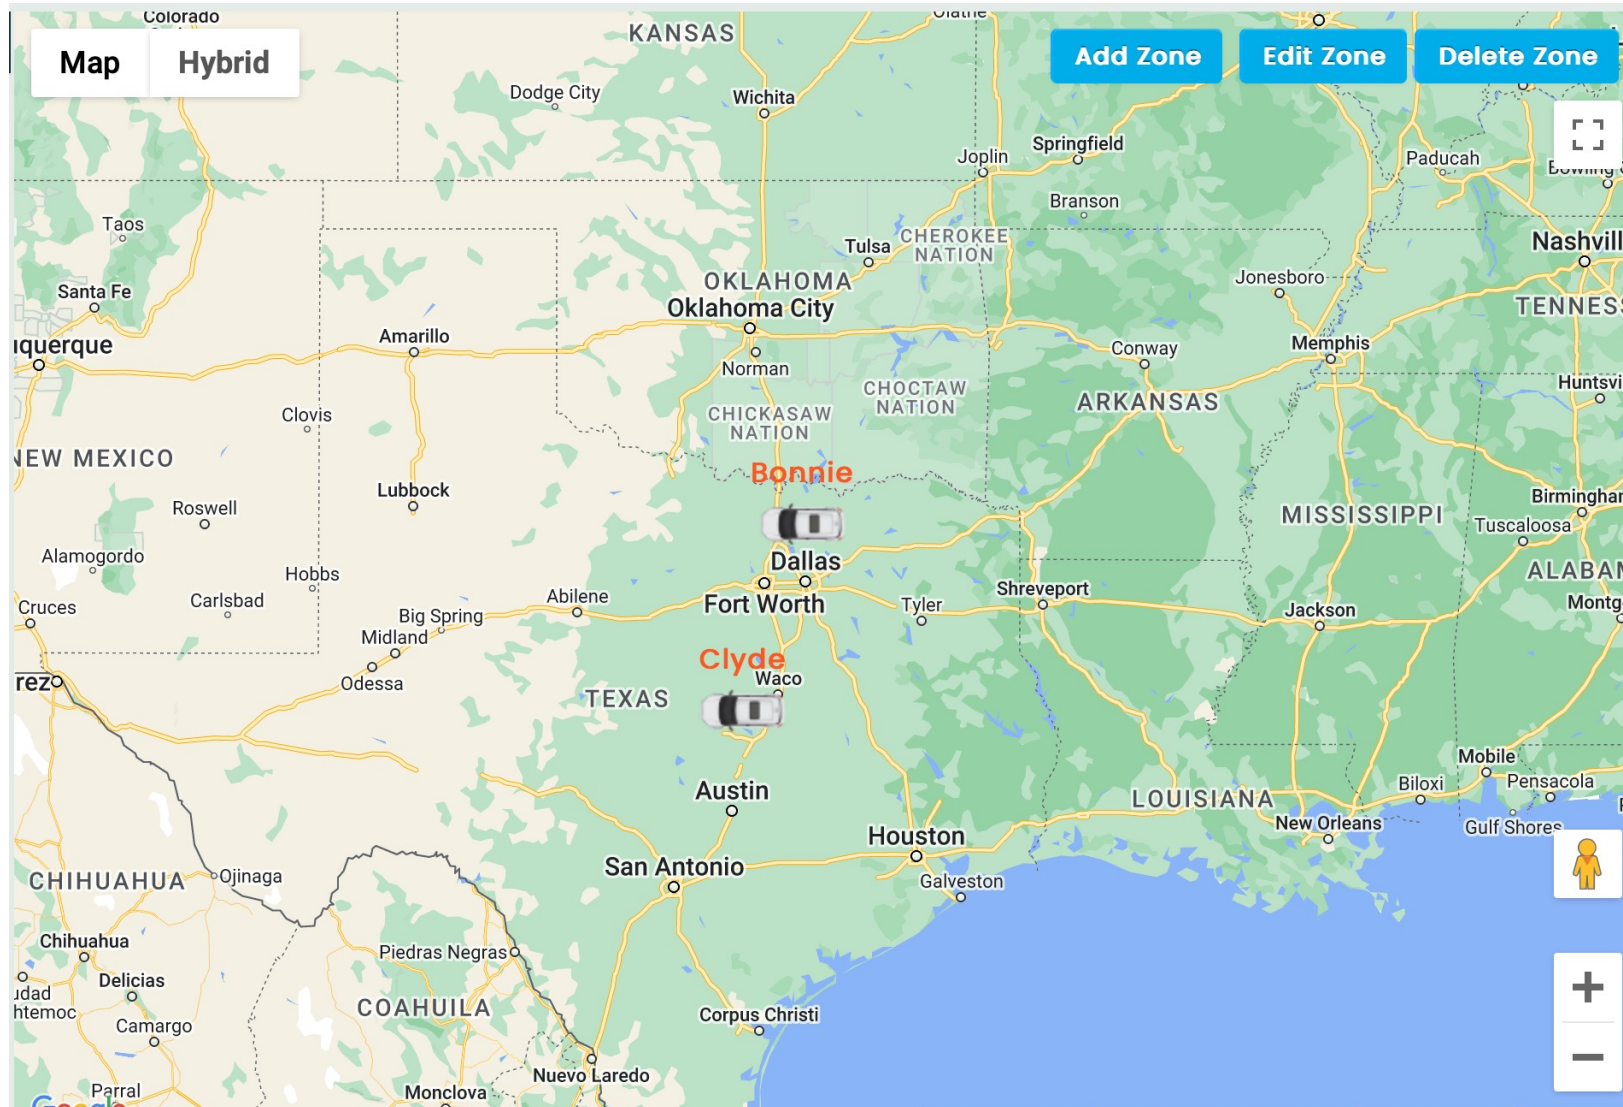 Colorado
KANSAS
Olathe
Map
Hybrid
Add Zone
Edit Zone
Delete Zone
Dodge City
Wichita
Springfield
Joplin
Paducah
Bowling
Branson
Taos
CHEROKEE
NATION
Tulsa
Nashvill
OKLAHOMA
Jonesboro
Santa Fe
Oklahoma City
TENNES
uquerque
Amarillo
Memphis
Conway
Norman
Huntsvi
CHOCTAW
NATION
ARKANSAS
Clovis
CHICKASAW
NATION
NEW MEXICO
Bonnie
Lubbock
Birminghar
Roswell
MISSISSIPPI
Tuscaloosa
Alamogordo
Dallas
ALABAM
Hobbs
Shreveport
Carlsbad
Abilene
Fort Worth
Tyler
Cruces
Big Spring
Jackson
Montg
Midland
Clyde
rez
Odessa
Waco
TEXAS
Mobile
Pensacola
Biloxi
Austin
LOUISIANA
New Orleans
Gulf Shores
Houston
San Antonio
CHIHUAHUA
Ojinaga
Galveston
Chihuahua
Piedras Negras
Delicias
udad
htemoc
COAHUILA
Camargo
Corpus Christi
Nuevo Laredo
Parral
Monclova
Google